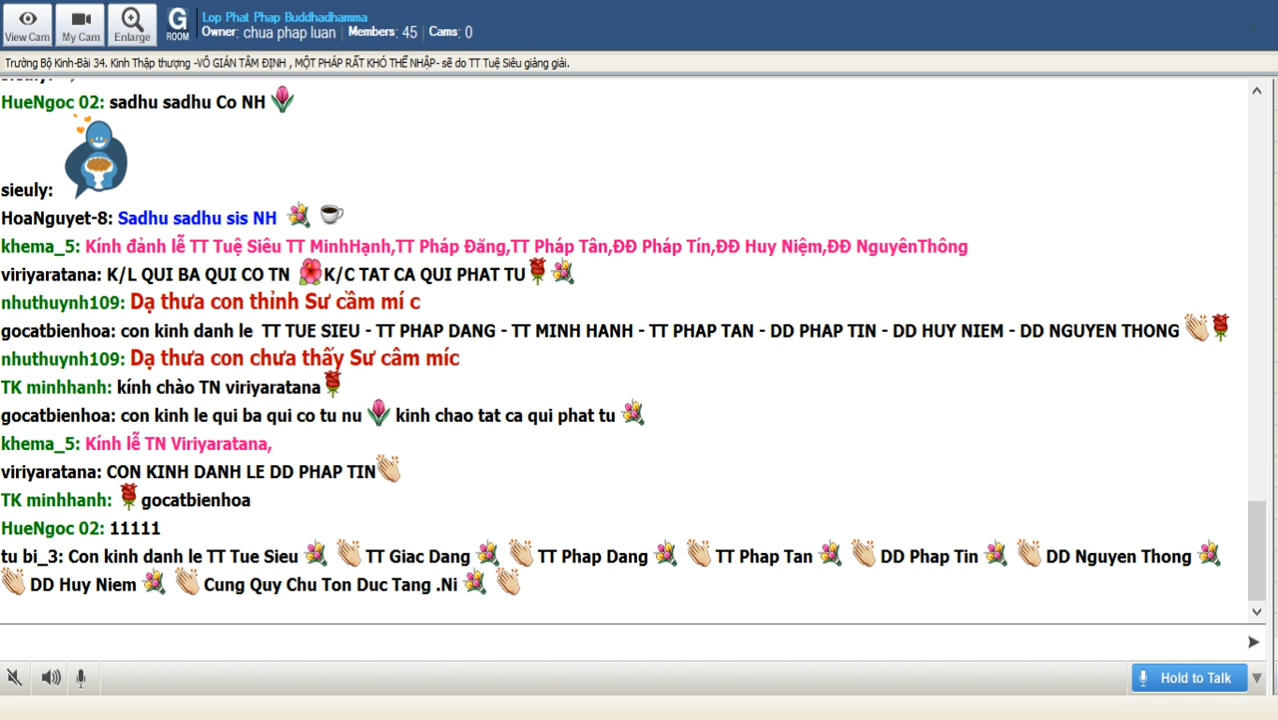 View Cam
My Cam
Enlarge
G
ROOM
Lop Phat Phap Buddhadhamma
Owner: chua phap luan | Members: 45 | Cams: 0
Trường Bộ Kinh-Bài 34. Kinh Thập thượng -VÔ GIÁN TÂM ĐỊNH , MỘT PHÁP RẤT KHÓ THỂ NHẬP- sẽ do TT Tuệ Siêu giảng giải.
HueNgoc 02: sadhu sadhu Co NH
sieuly:
HoaNguyet-8: Sadhu sadhu sis NH
khema_5: Kính đảnh lễ TT Tuệ Siêu TT MinhHạnh,TT Pháp Đăng,TT Pháp Tân,ĐĐ Pháp Tín,ĐĐ Huy Niệm,ĐĐ NguyênThông
viriyaratana: K/L QUI BA QUI CO TN K/C TAT CA QUI PHAT TU
nhuthuynh109: Dạ thưa con thỉnh Sư cầm mí c
gocatbienhoa: con kinh danh le TT TUE SIEU - TT PHAP DANG - TT MINH HANH - TT PHAP TAN - DD PHAP TIN - DD HUY NIEM - DD NGUYEN THONG
nhuthuynh109: Dạ thưa con chưa thấy Sư câm míc
TK minhhanh: kính chào TN viriyaratana
gocatbienhoa: con kinh le qui ba qui co tu nu kinh chao tat ca qui phat tu
khema_5: Kính lễ TN Viriyaratana,
viriyaratana: CON KINH DANH LE DD PHAP TIN
TK minhhanh: gocatbienhoa
HueNgoc 02: 11111
tu bi_3: Con kinh danh le TT Tue Sieu TT Giac Dang TT Phap Dang TT Phap Tan DD Phap Tin DD Nguyen Thong
DD Huy Niem Cung Quy Chu Ton Duc Tang .Ni
Hold to Talk